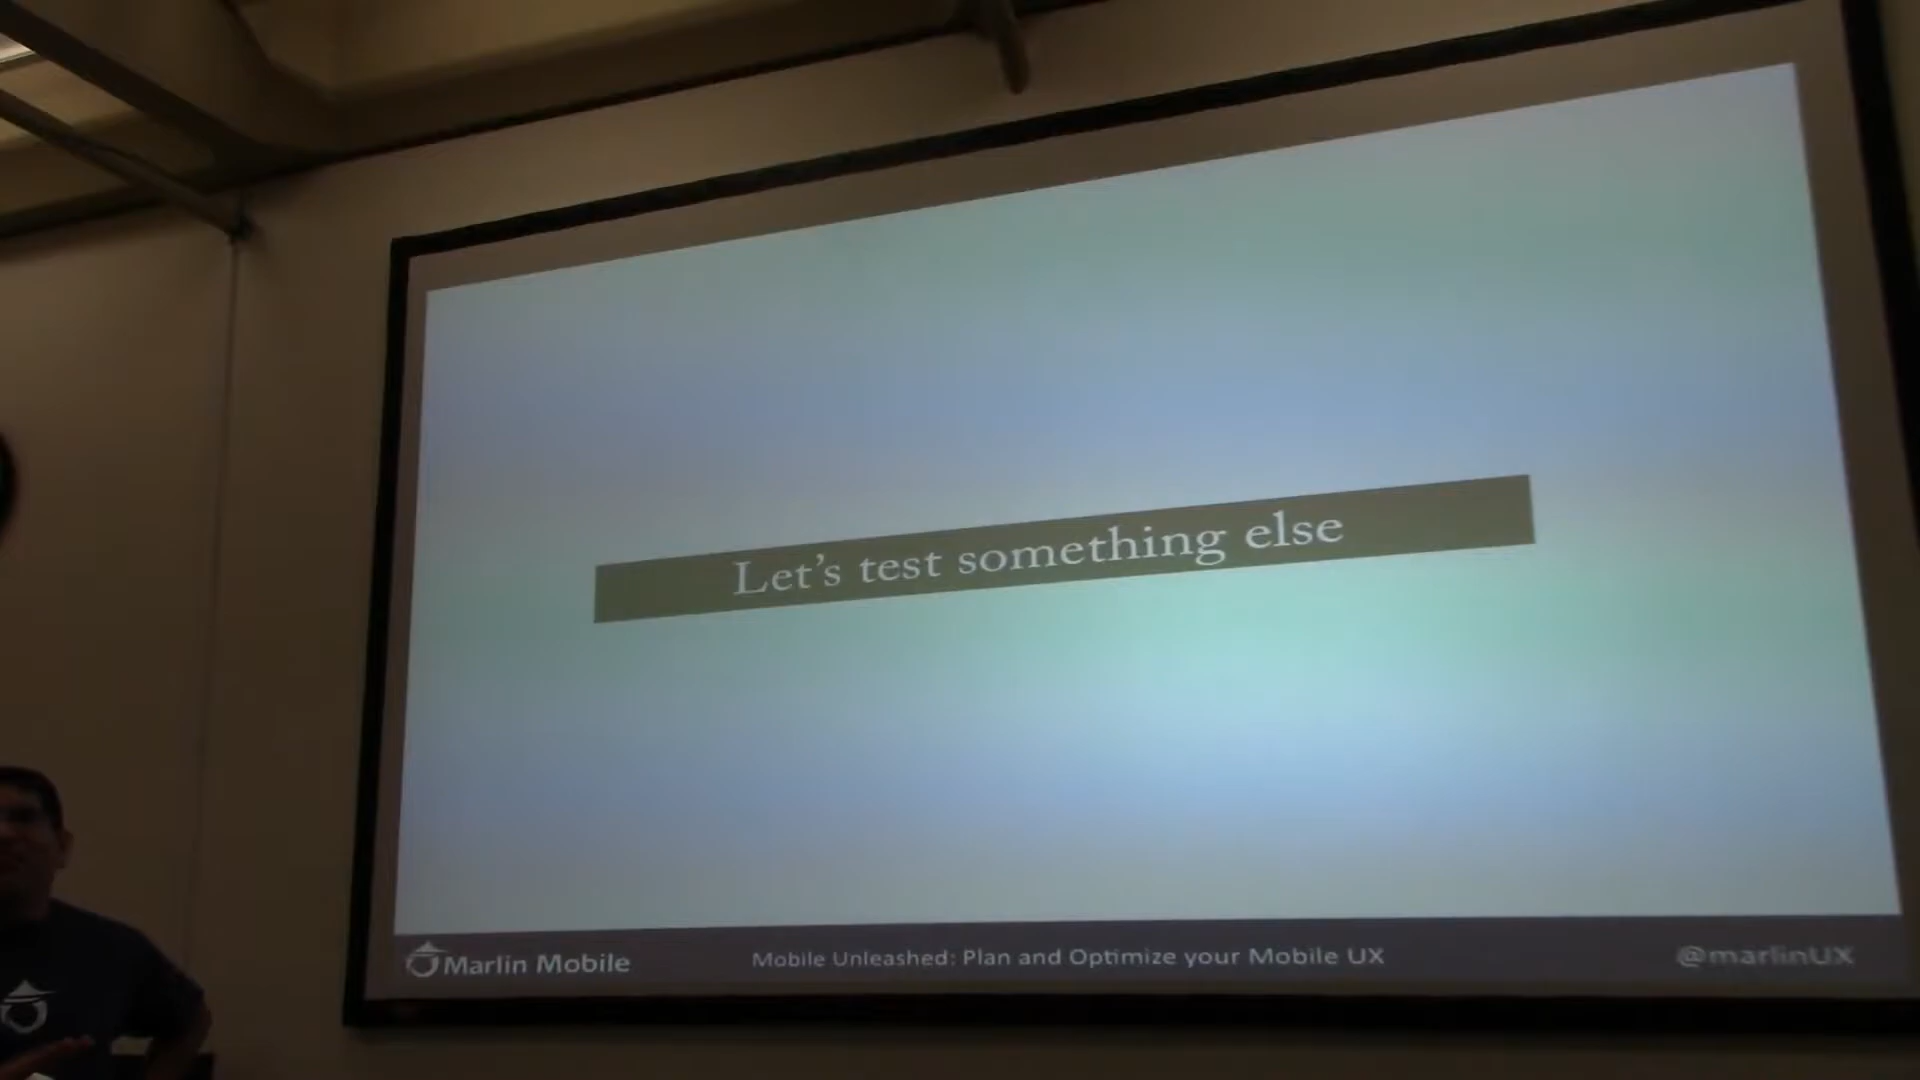 Let's test something else
Marlin Mobile
Mobile Unleashed: Plan and Optimize your Mobile UX
@marlinUX